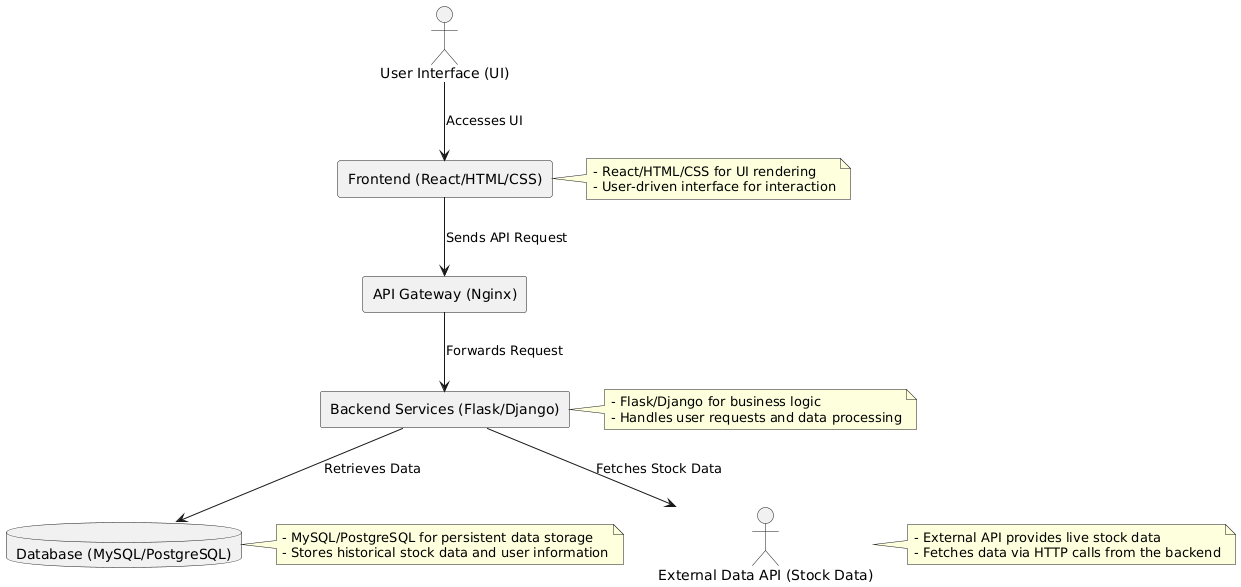 User Interface (UI)
Accesses UI
Frontend (React/HTML/CSS)
- React/HTML/CSS for UI rendering
- User-driven interface for interaction
Sends API Request
API Gateway (Nginx)
Forwards Request
Backend Services (Flask/Django)
- Flask/Django for business logic
- Handles user requests and data processing
Retrieves Data
Fetches Stock Data
Database (MySQL/PostgreSQL)
- MySQL/PostgreSQL for persistent data storage
- Stores historical stock data and user information
External Data API (Stock Data)
- External API provides live stock data
- Fetches data via HTTP calls from the backend